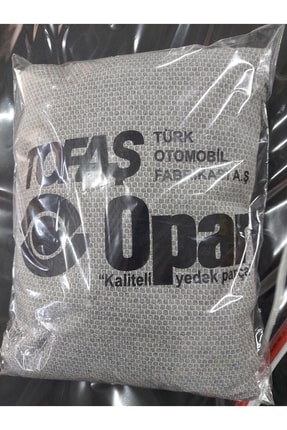 TOFAŞ TÜRK
OTOMOBİL
FABRİKASI A.Ş
Opar
"Kaliteli yedek parça